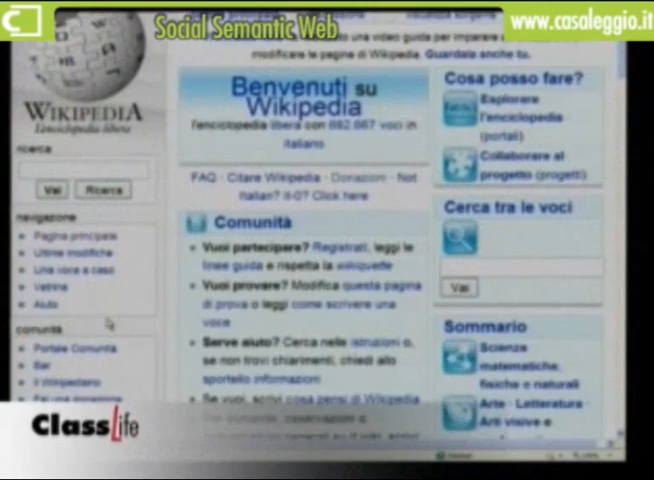 Social Semantic Web
www.casaleggio.it
visualizza sorgente
modificare le pagine di Wikipedia. Guardala anche tu.
WIKIPEDIA
l'enciclopedia libera
ricerca
Vai Ricerca
navigazione
Pagina principale
Ultime modifiche
Una voce a caso
Vetrina
Aiuto
comunità
Portale Comunità
Bar
Il Wikipediano
Benvenuti su
Wikipedia
l'enciclopedia libera con voci in
italiano
FAQ · Citare Wikipedia · Donazioni · Not
Italian? it-0? Click here
Comunità
Vuoi partecipare? Registrati, leggi le
linee guida e rispetta la wikiquette
Vuoi provare? Modifica questa pagina
di prova o leggi come scrivere una
voce
Serve aiuto? Cerca nelle istruzioni o,
se non trovi chiarimenti, chiedi allo
sportello informazioni
Se vuoi, scrivi cosa pensi di Wikipedia
Cosa posso fare?
Esplorare
l'enciclopedia
(portali)
Collaborare al
progetto (progetti)
Cerca tra le voci
Vai
Sommario
Scienze
matematiche,
fisiche e naturali
Arte · Letteratura ·
Arti visive e
ClassLife